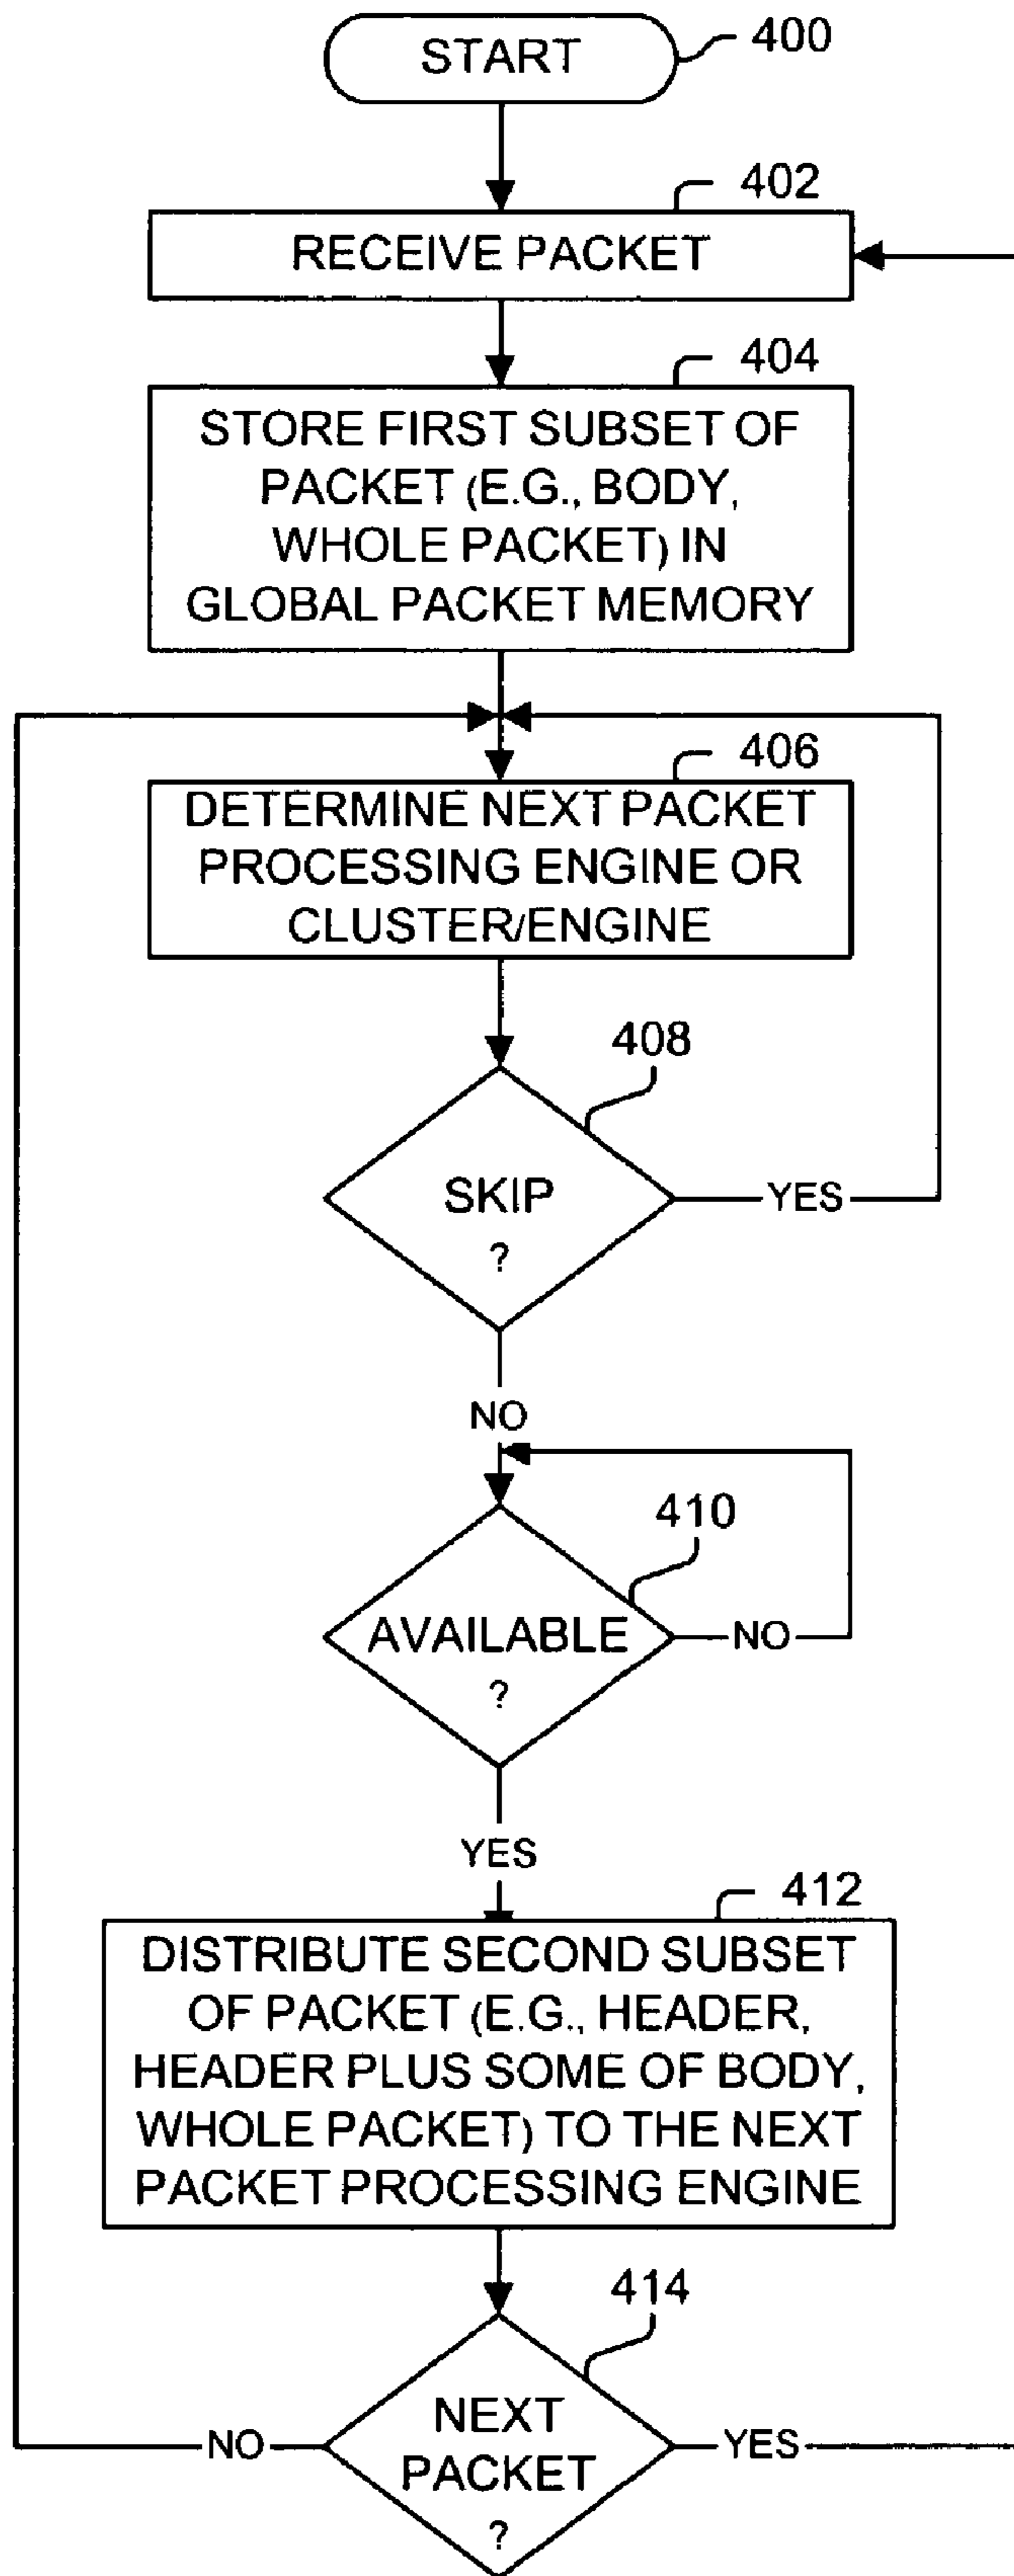 START
400
402
RECEIVE PACKET
404
STORE FIRST SUBSET OF
PACKET (E.G., BODY,
WHOLE PACKET) IN
GLOBAL PACKET MEMORY
406
DETERMINE NEXT PACKET
PROCESSING ENGINE OR
CLUSTER/ENGINE
408
SKIP
?
YES
NO
410
AVAILABLE
?
NO
YES
412
DISTRIBUTE SECOND SUBSET
OF PACKET (E.G., HEADER,
HEADER PLUS SOME OF BODY,
WHOLE PACKET) TO THE NEXT
PACKET PROCESSING ENGINE
414
NEXT
PACKET
?
NO
YES